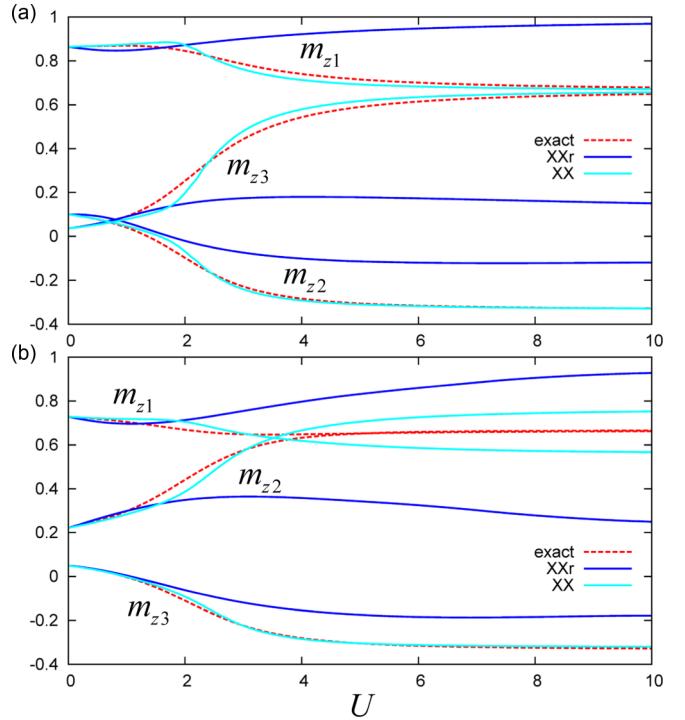 (a)
1
0.8
0.6
0.4
0.2
0
-0.2
-0.4
m_{z1}
m_{z3}
m_{z2}
exact
XXr
XX
0 2 4 6 8 10
(b)
1
0.8
0.6
0.4
0.2
0
-0.2
-0.4
m_{z1}
m_{z2}
m_{z3}
exact
XXr
XX
0 2 4 6 8 10
U